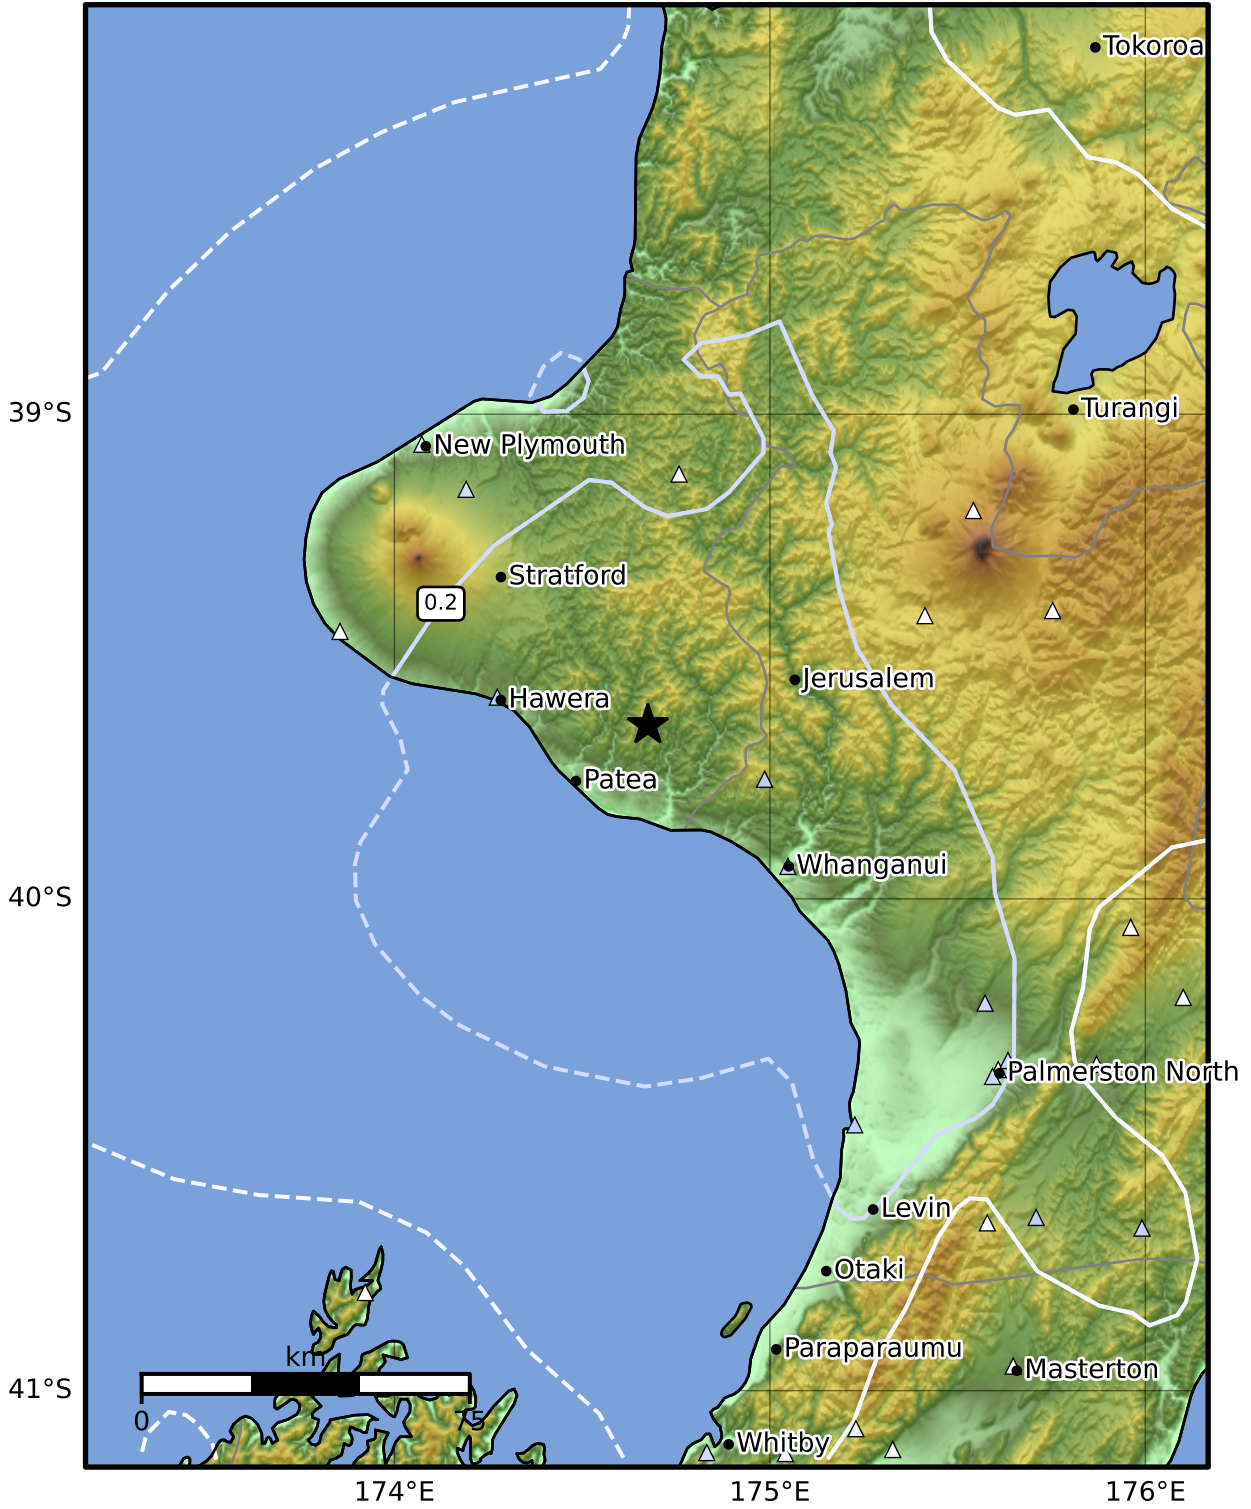 Tokoroa
39°S
Turangi
New Plymouth
Stratford
0.2
Jerusalem
Hawera
Patea
Whanganui
40°S
Palmerston North
Levin
Otaki
Paraparaumu
km
Masterton
41°S
0
75
Whitby
174°E
175°E
176°E